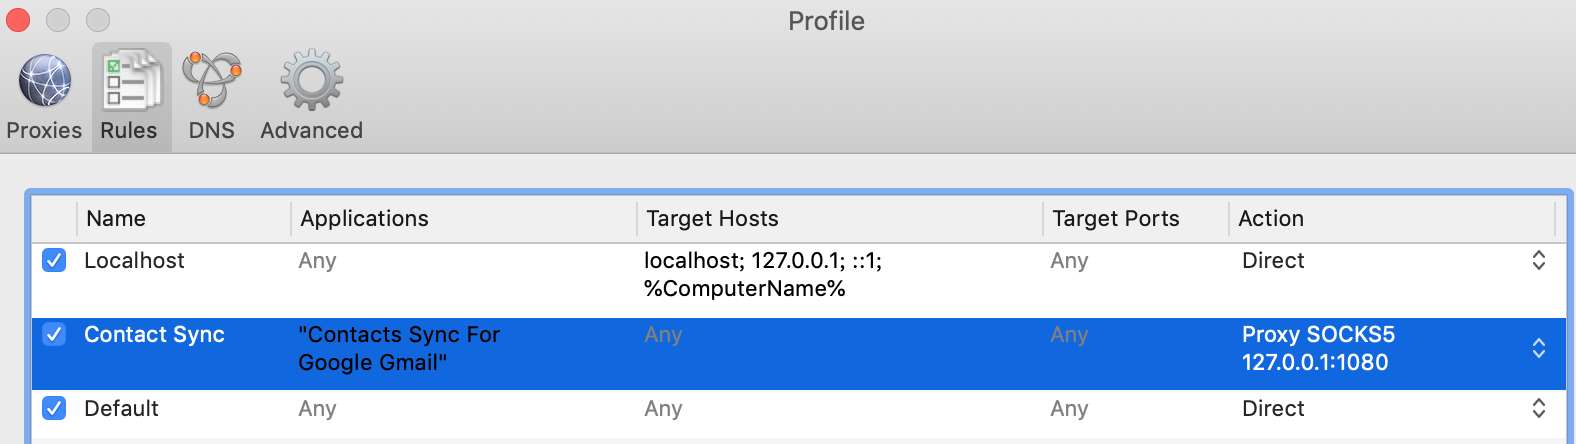 Profile
Proxies Rules DNS Advanced
Name Applications Target Hosts Target Ports Action
Localhost Any localhost; 127.0.0.1; ::1; Any Direct
%ComputerName%
Contact Sync "Contacts Sync For Any Any Proxy SOCKS5
Google Gmail" 127.0.0.1:1080
Default Any Any Any Direct